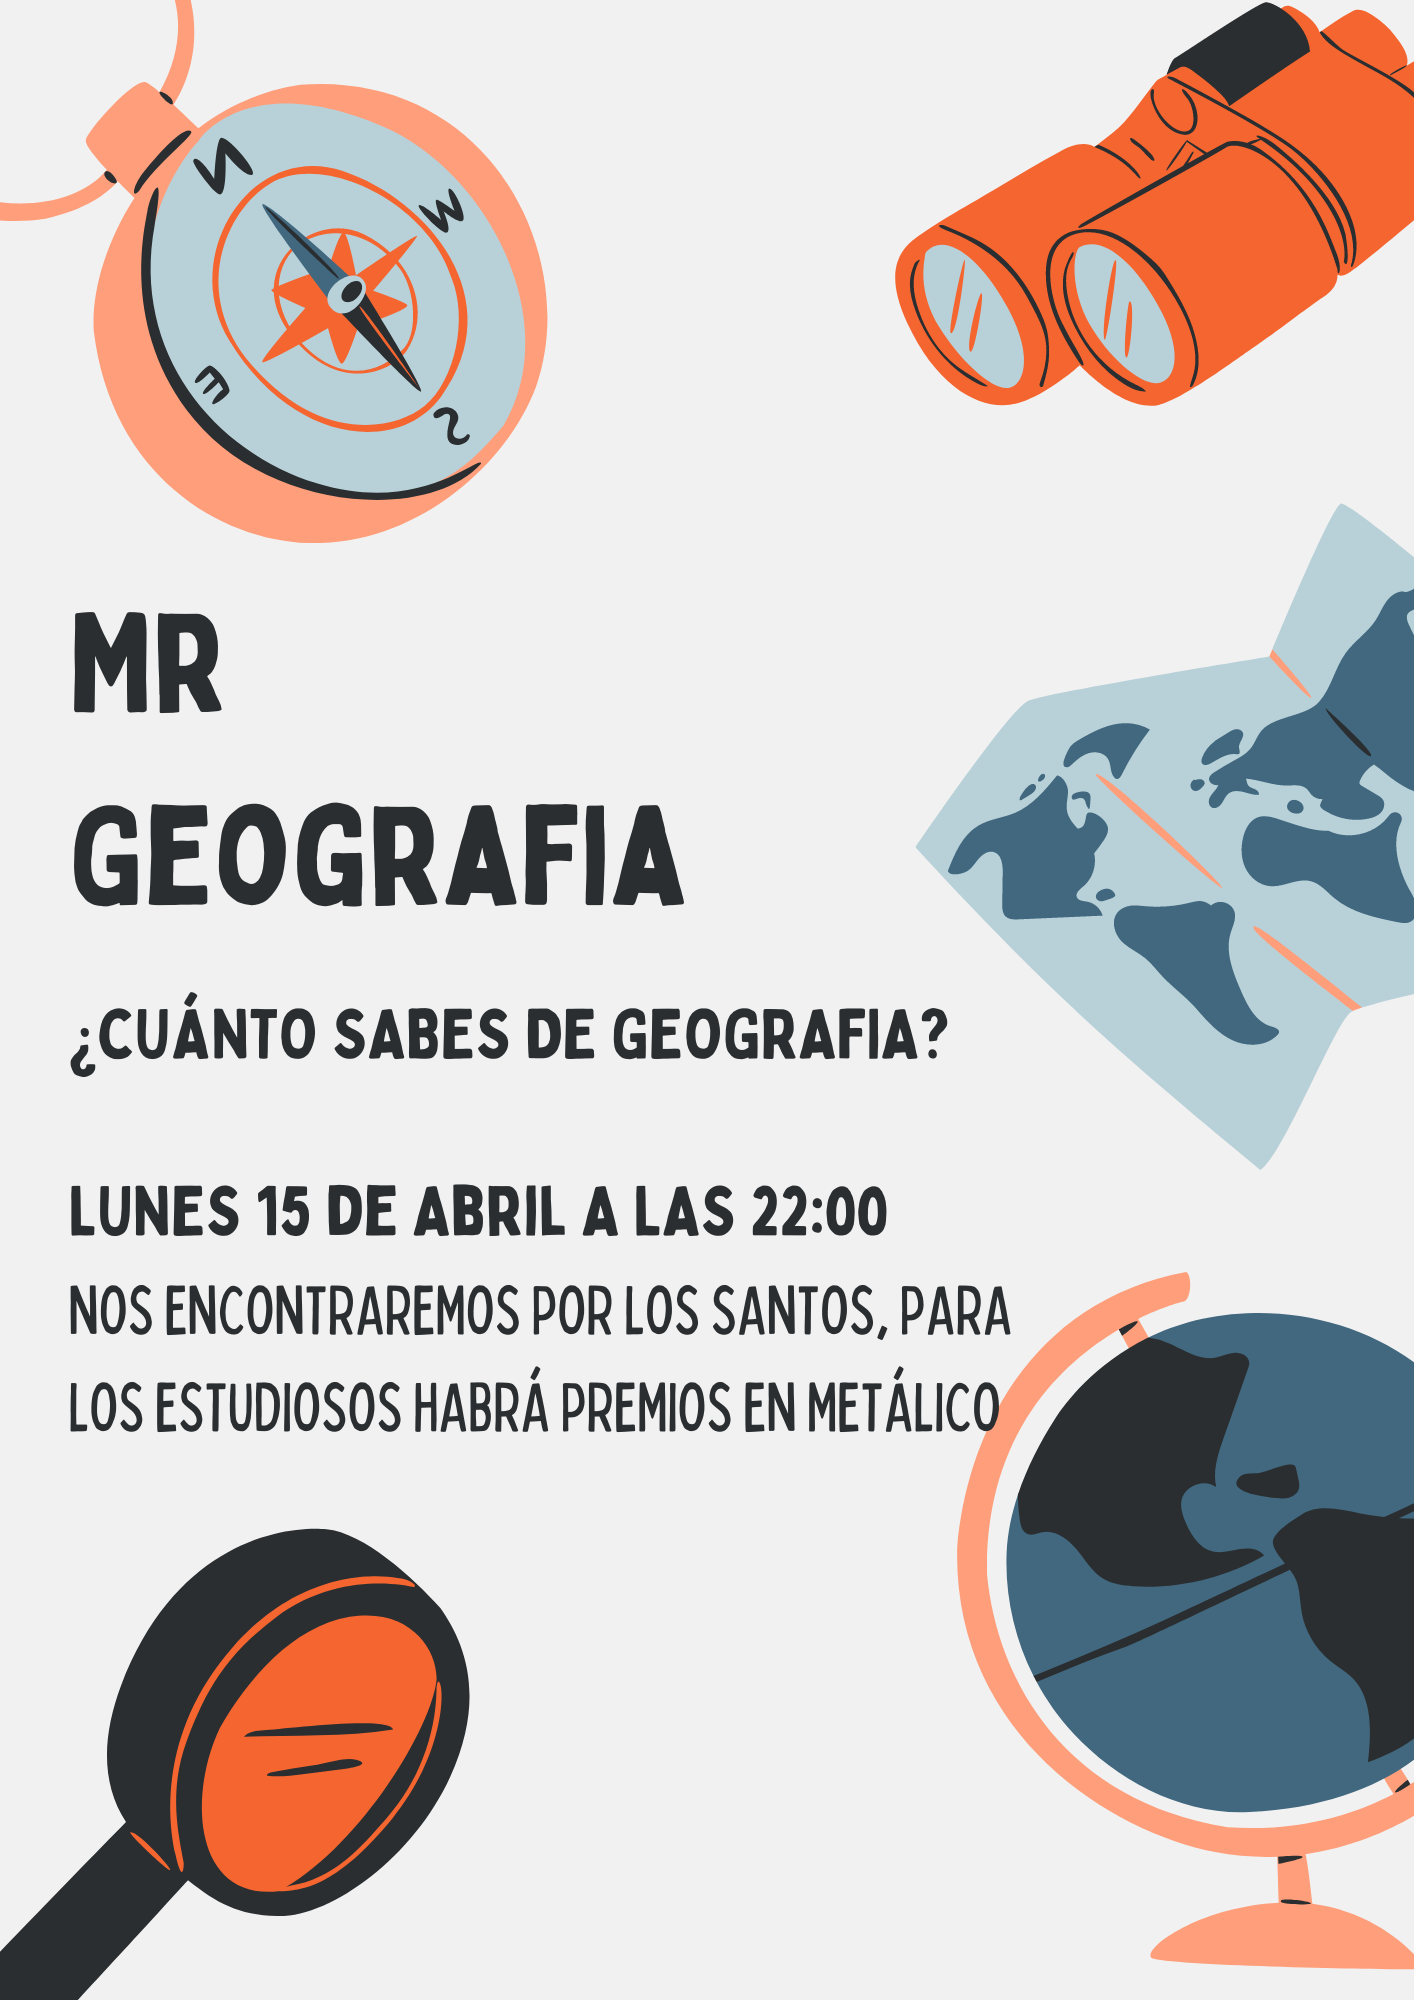 N
W
E
S
MR
GEOGRAFIA
¿CUÁNTO SABES DE GEOGRAFIA?
LUNES 15 DE ABRIL A LAS 22:00
NOS ENCONTRAREMOS POR LOS SANTOS, PARA
LOS ESTUDIOSOS HABRÁ PREMIOS EN METÁLICO